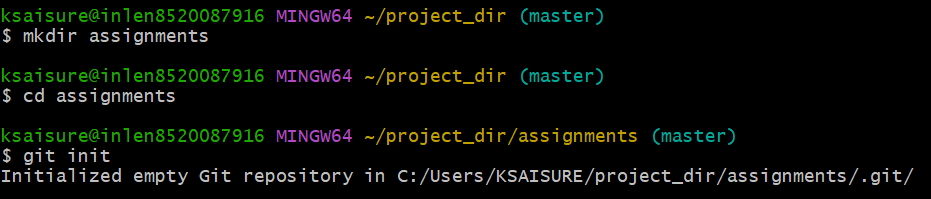 ksaisure@inlen8520087916 MINGW64 ~/project_dir (master)
$ mkdir assignments
ksaisure@inlen8520087916 MINGW64 ~/project_dir (master)
$ cd assignments
ksaisure@inlen8520087916 MINGW64 ~/project_dir/assignments (master)
$ git init
Initialized empty Git repository in C:/Users/KSAISURE/project_dir/assignments/.git/